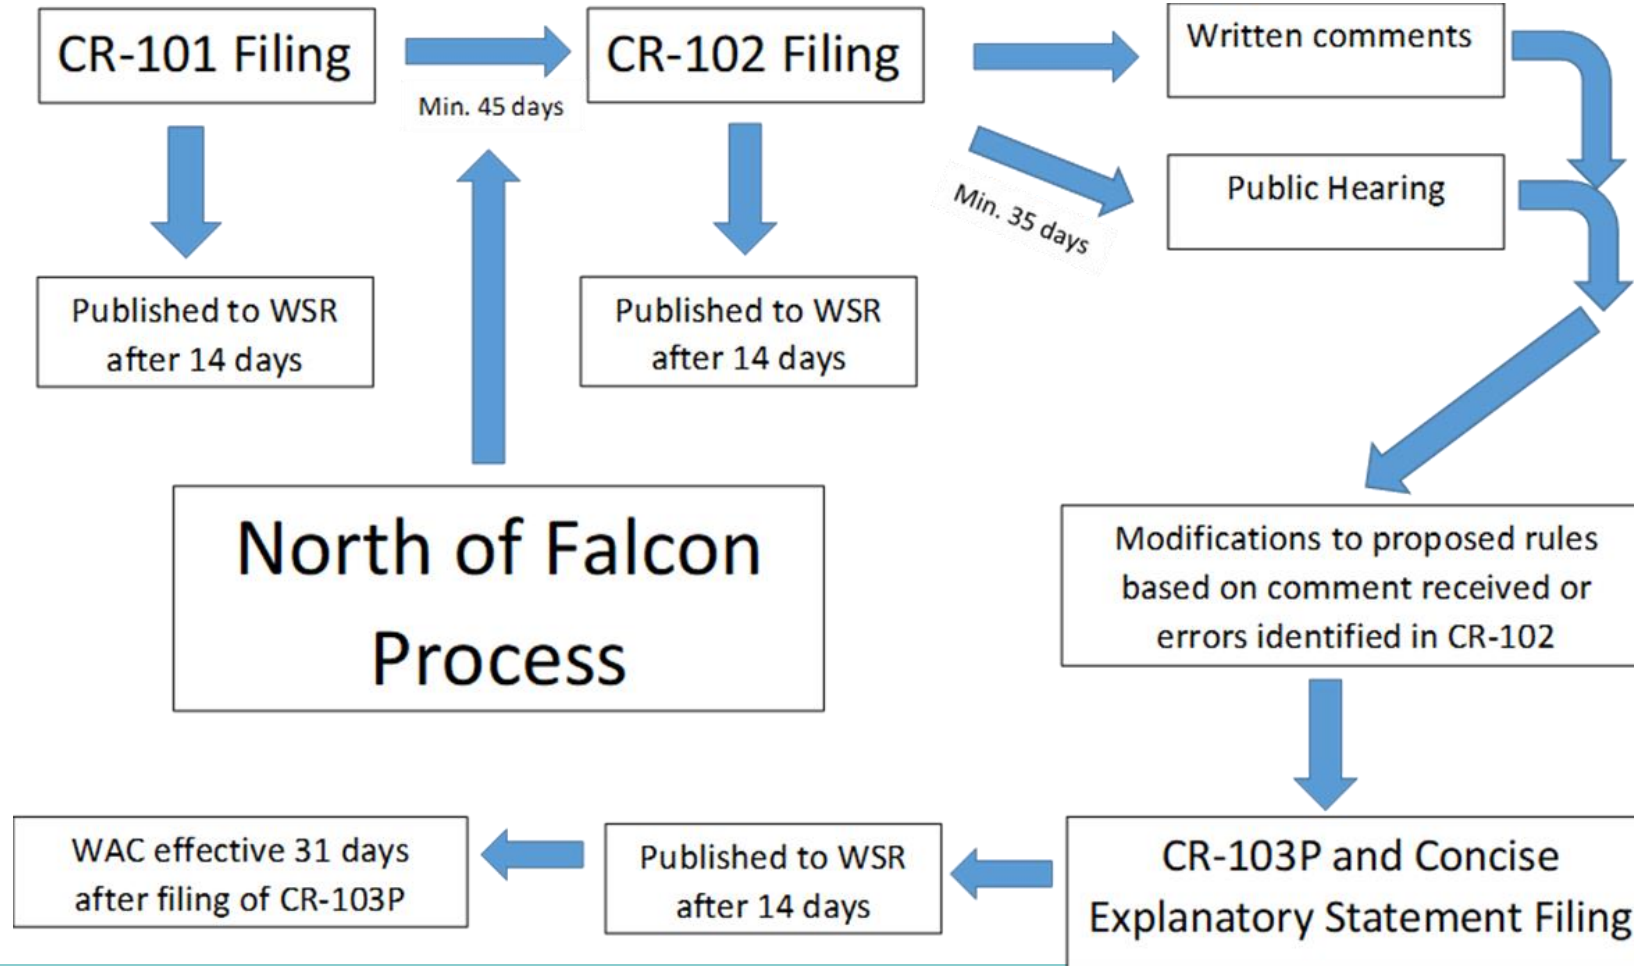 CR-101 Filing
Min. 45 days
CR-102 Filing
Written comments
Min. 35 days
Public Hearing
Published to WSR
after 14 days
Published to WSR
after 14 days
North of Falcon
Process
Modifications to proposed rules
based on comment received or
errors identified in CR-102
CR-103P and Concise
Explanatory Statement Filing
Published to WSR
after 14 days
WAC effective 31 days
after filing of CR-103P